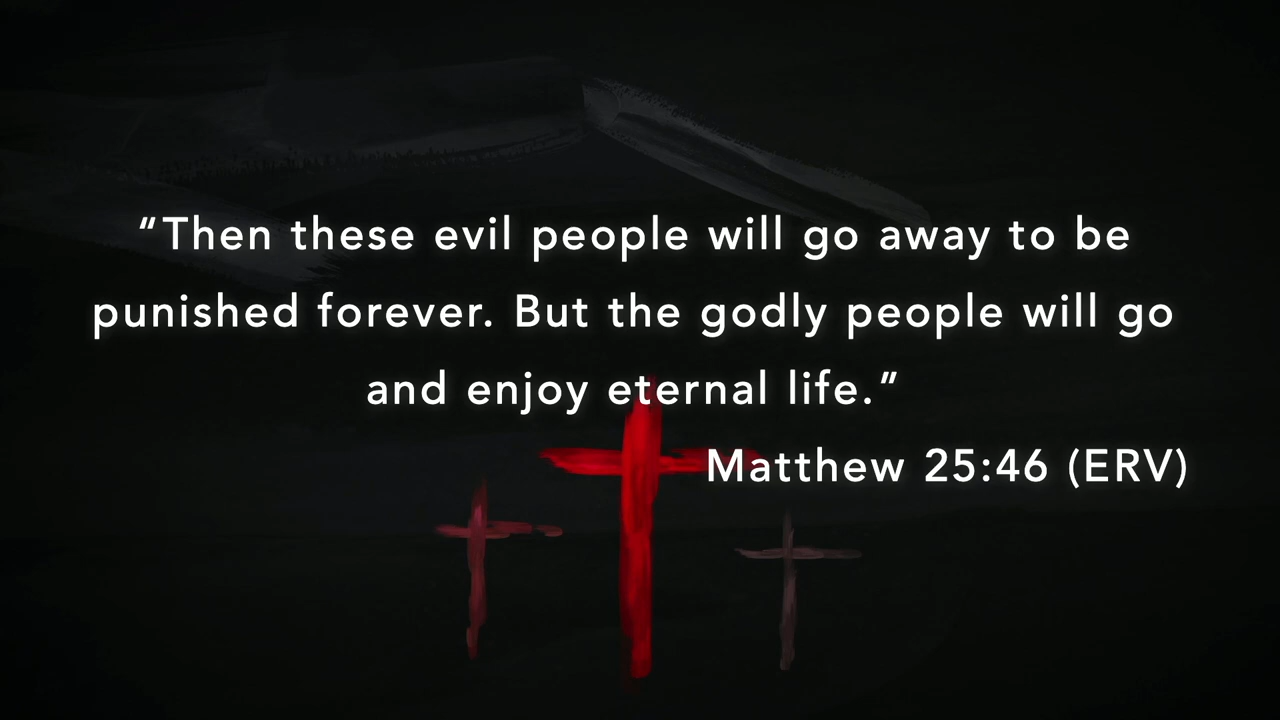 “Then these evil people will go away to be
punished forever. But the godly people will go
and enjoy eternal life.”
Matthew 25:46 (ERV)